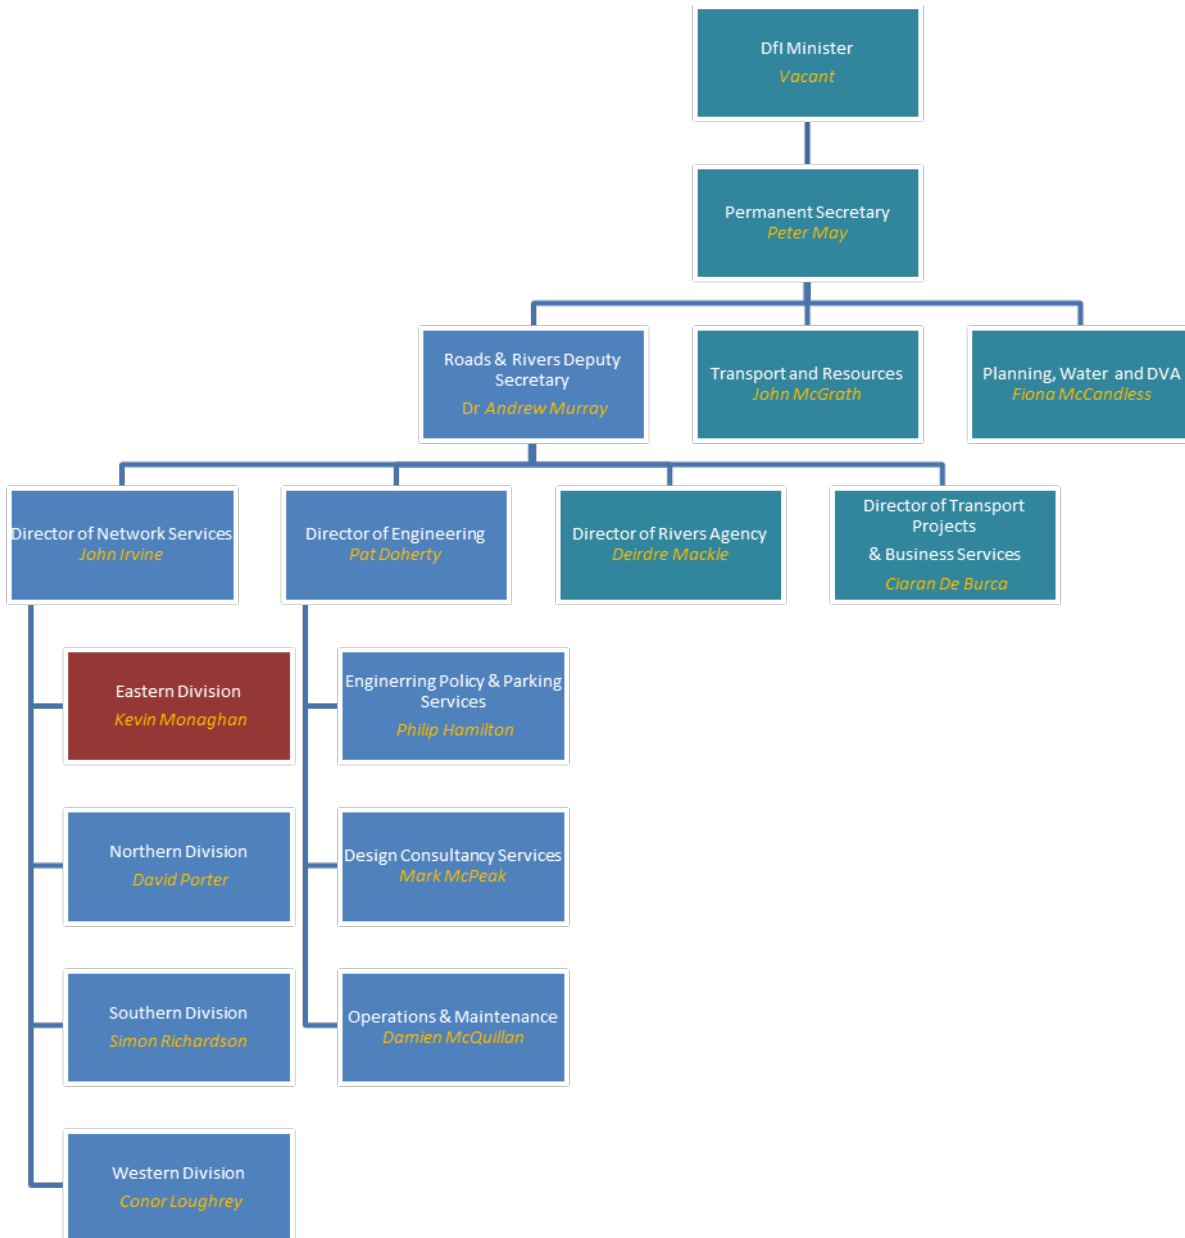 DfI Minister
Vacant
Permanent Secretary
Peter May
Roads & Rivers Deputy
Secretary
Dr Andrew Murray
Transport and Resources
John McGrath
Planning, Water and DVA
Fiona McCandless
Director of Network Services
John Irvine
Director of Engineering
Pat Doherty
Director of Rivers Agency
Deirdre Mackle
Director of Transport
Projects
& Business Services
Ciaran De Burca
Eastern Division
Kevin Monaghan
Enginerring Policy & Parking
Services
Philip Hamilton
Northern Division
David Porter
Design Consultancy Services
Mark McPeak
Southern Division
Simon Richardson
Operations & Maintenance
Damien McQuillan
Western Division
Conor Loughrey